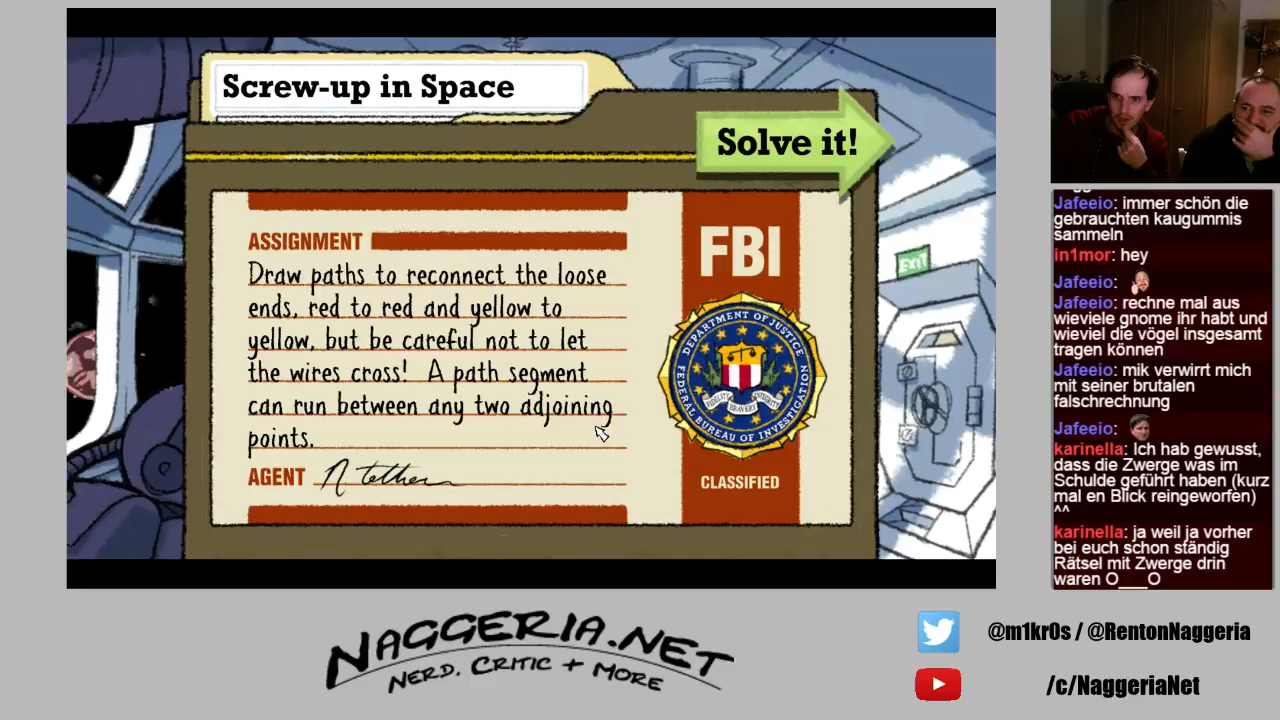 Screw-up in Space
Solve it!
ASSIGNMENT
Draw paths to reconnect the loose
ends, red to red and yellow to
yellow, but be careful not to let
the wires cross! A path segment
can run between any two adjoining
points.
AGENT N tether
FBI
DEPARTMENT OF JUSTICE
FIDELITY BRAVERY INTEGRITY
FEDERAL BUREAU OF INVESTIGATION
CLASSIFIED
EXIT
Jafeeio: immer schön die
gebrauchten kaugummis
sammeln
in1mor: hey
Jafeeio:
Jafeeio: rechne mal aus
wieviele gnome ihr habt und
wieviel die vögel insgesamt
tragen können
Jafeeio: mik verwirrt mich
mit seiner brutalen
falschrechnung
Jafeeio:
karinella: Ich hab gewusst,
dass die Zwerge was im
Schulde geführt haben (kurz
mal en Blick reingeworfen)
^^
karinella: ja weil ja vorher
bei euch schon ständig
Rätsel mit Zwerge drin
waren O___O
NAGGERIA.NET
NERD, CRITIC + MORE
@m1kr0s / @RentonNaggeria
/c/NaggeriaNet